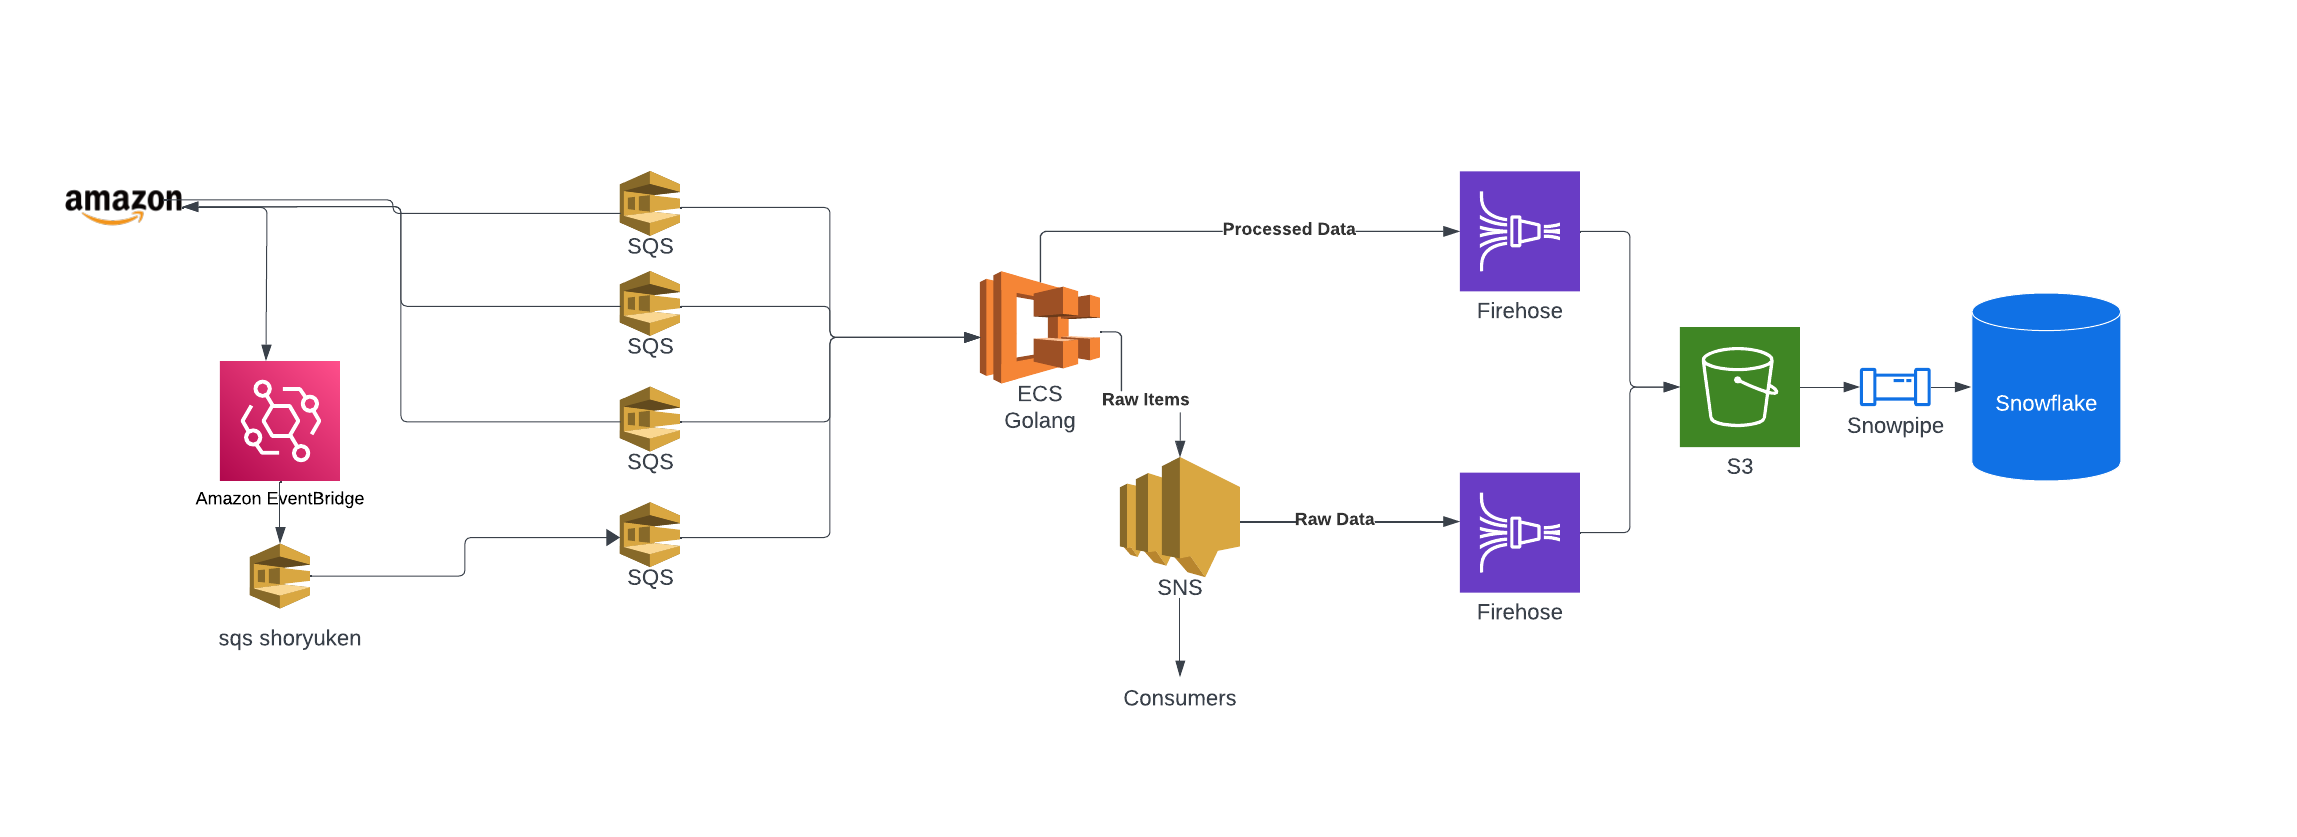 amazon
SQS
SQS
SQS
SQS
Amazon EventBridge
sqs shoryuken
ECS
Golang
Processed Data
Raw Items
SNS
Raw Data
Consumers
Firehose
Firehose
S3
Snowpipe
Snowflake